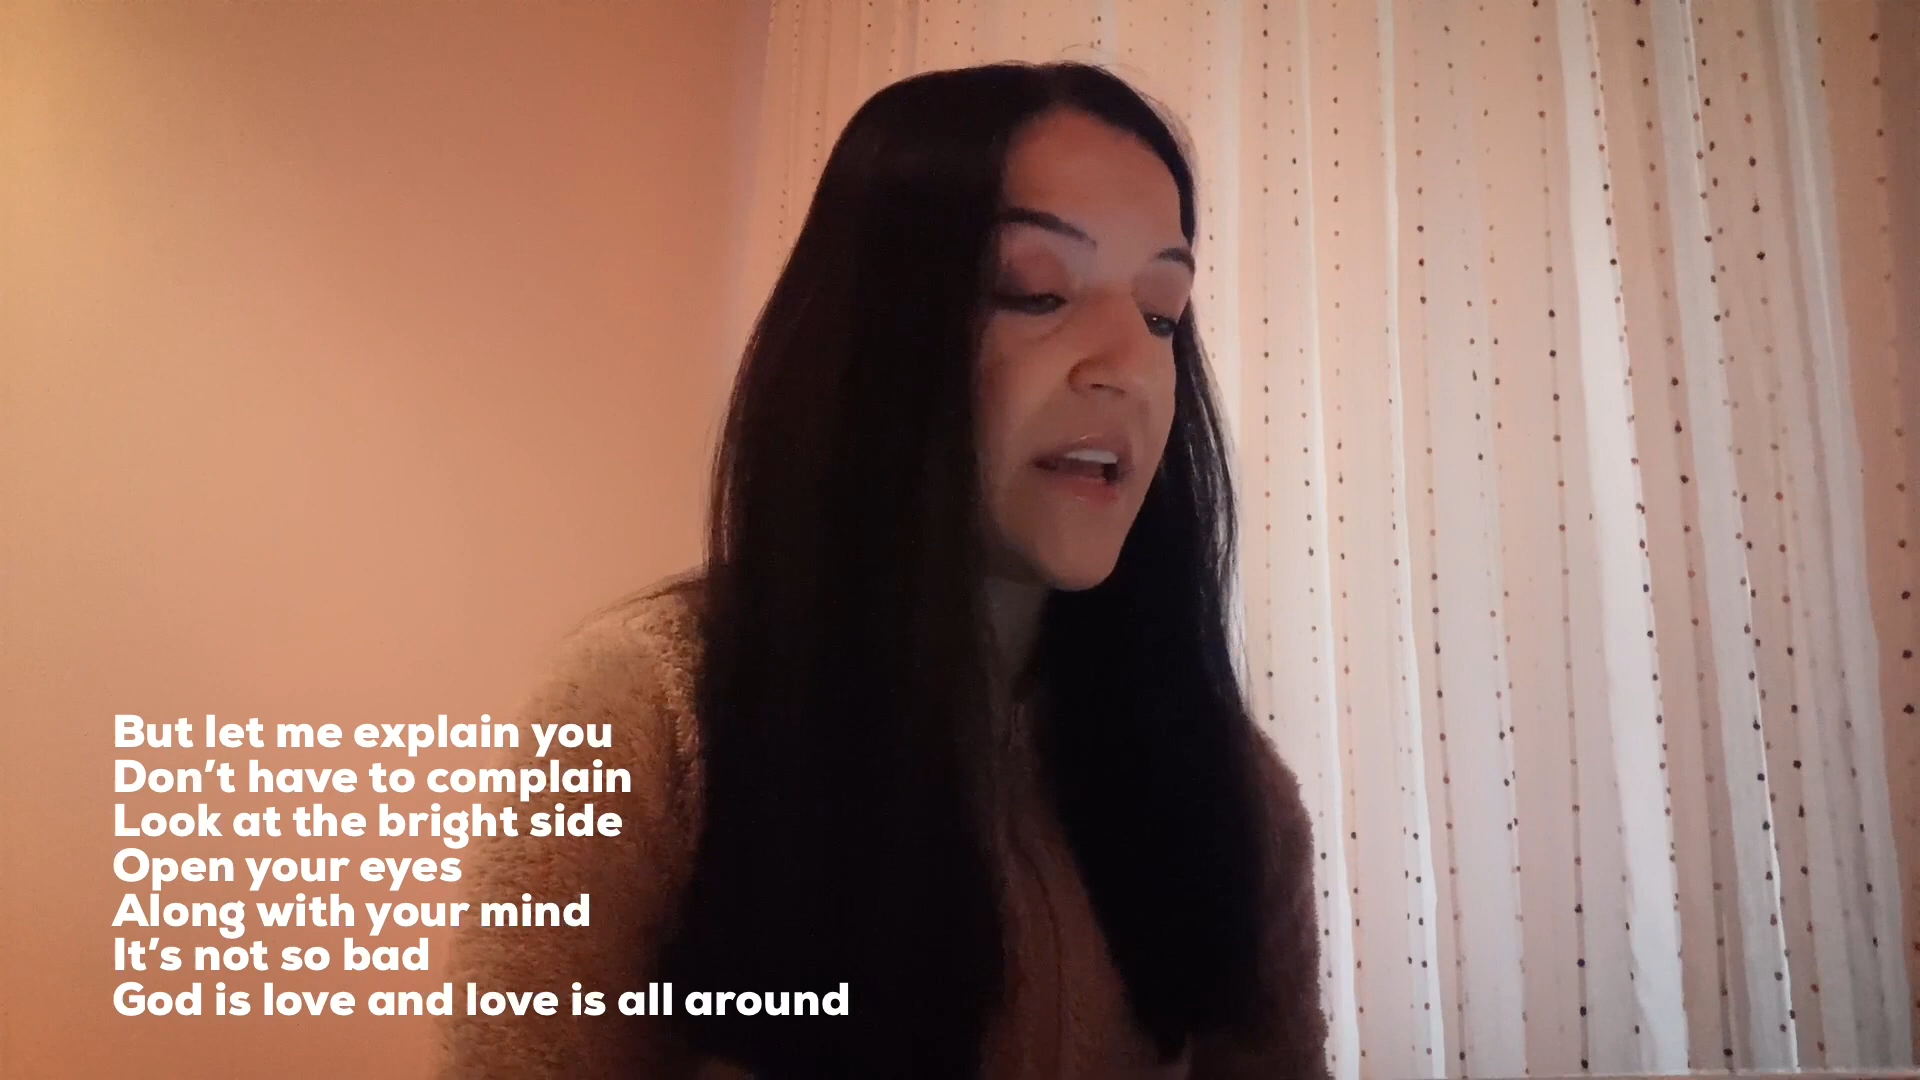 But let me explain you
Don’t have to complain
Look at the bright side
Open your eyes
Along with your mind
It’s not so bad
God is love and love is all around